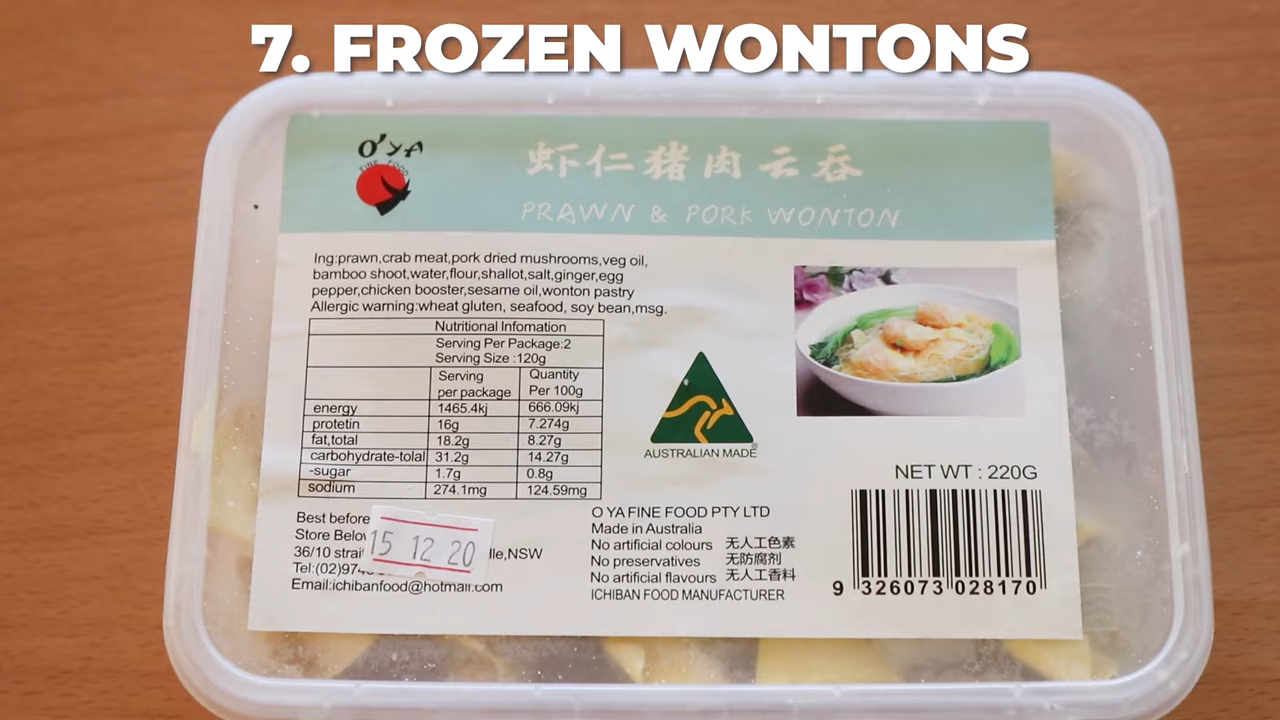 7. FROZEN WONTONS
O'YA
FINE FOOD
虾仁猪肉云吞
PRAWN & PORK WONTON
Ing:prawn,crab meat,pork dried mushrooms,veg oil,
bamboo shoot,water,flour,shallot,salt,ginger,egg
pepper,chicken booster,sesame oil,wonton pastry
Allergic warning:wheat gluten, seafood, soy bean,msg.
Nutritional Infomation
Serving Per Package:2
Serving Size :120g
Serving per package Quantity Per 100g
energy 1465.4kj 666.09kj
protetin 16g 7.274g
fat,total 18.2g 8.27g
carbohydrate-tolal 31.2g 14.27g
-sugar 1.7g 0.8g
sodium 274.1mg 124.59mg
AUSTRALIAN MADE
NET WT : 220G
Best before
15 12 20
Store
36/10 lle,NSW
Tel:(02)974
Email:ichibanfood@hotmail.com
O YA FINE FOOD PTY LTD
Made in Australia
No artificial colours 无人工色素
No preservatives 无防腐剂
No artificial flavours 无人工香料
ICHIBAN FOOD MANUFACTURER
9 326073 028170